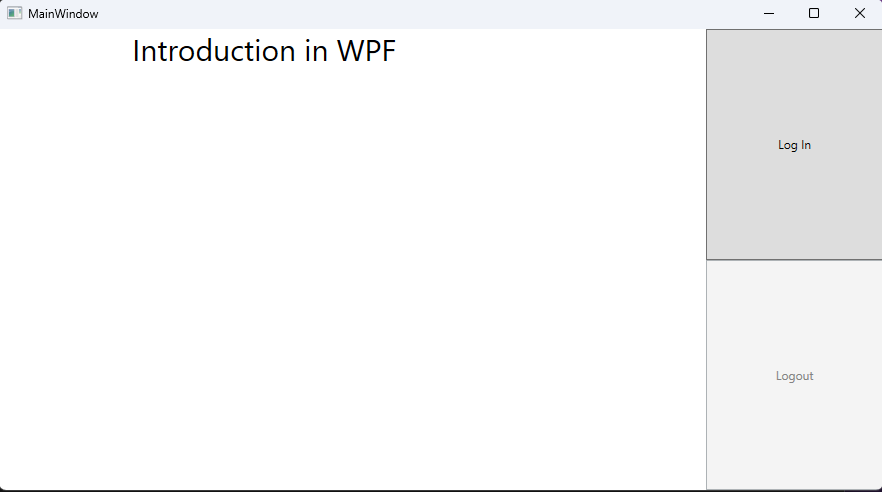 MainWindow
Introduction in WPF
Log In
Logout